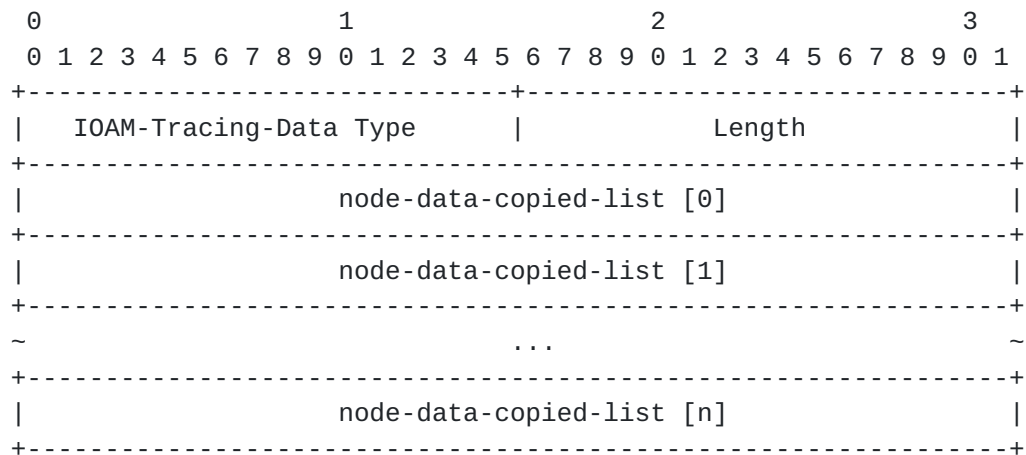 0                   1                   2                   3
 0 1 2 3 4 5 6 7 8 9 0 1 2 3 4 5 6 7 8 9 0 1 2 3 4 5 6 7 8 9 0 1
+-------------------------------+-------------------------------+
|   IOAM-Tracing-Data Type      |            Length             |
+---------------------------------------------------------------+
|                    node-data-copied-list [0]                  |
+---------------------------------------------------------------+
|                    node-data-copied-list [1]                  |
+---------------------------------------------------------------+
~                               ...                             ~
+---------------------------------------------------------------+
|                    node-data-copied-list [n]                  |
+---------------------------------------------------------------+